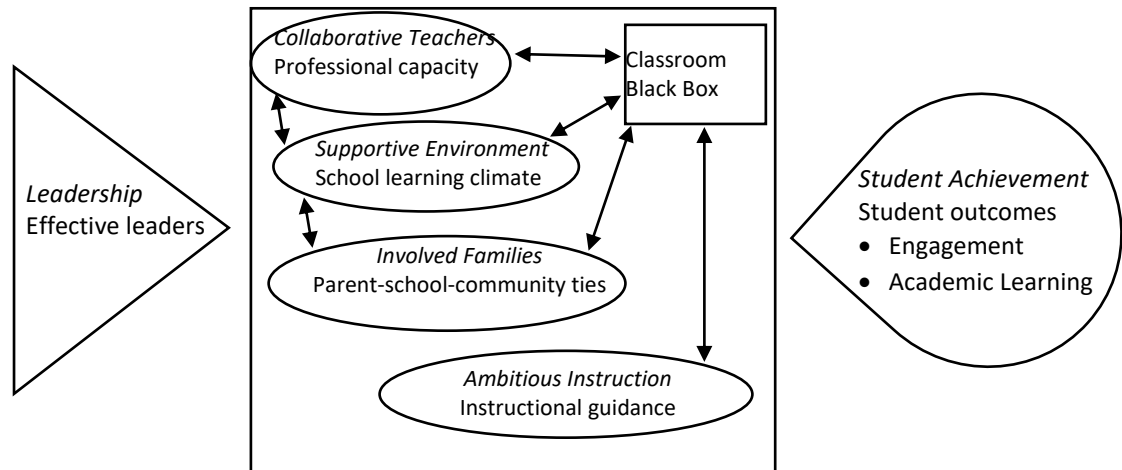 Leadership
Effective leaders
Collaborative Teachers
Professional capacity
Classroom
Black Box
Supportive Environment
School learning climate
Involved Families
Parent-school-community ties
Ambitious Instruction
Instructional guidance
Student Achievement
Student outcomes
• Engagement
• Academic Learning